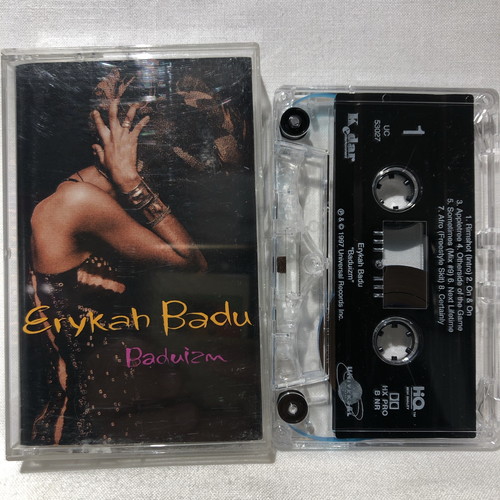 Erykah Badu
Baduizm
Kedar
UC
53027
1
Erykah Badu
"Baduizm"
℗ & © 1997 Universal Records Inc.
1. Rimshot (Intro) 2. On & On
3. Appletree 4. Otherside of the Game
5. Sometimes (Mix #9) 6. Next Lifetime
7. Afro (Freestyle Skit) 8. Certainly
UNIVERSAL
HQ
HX PRO
B NR